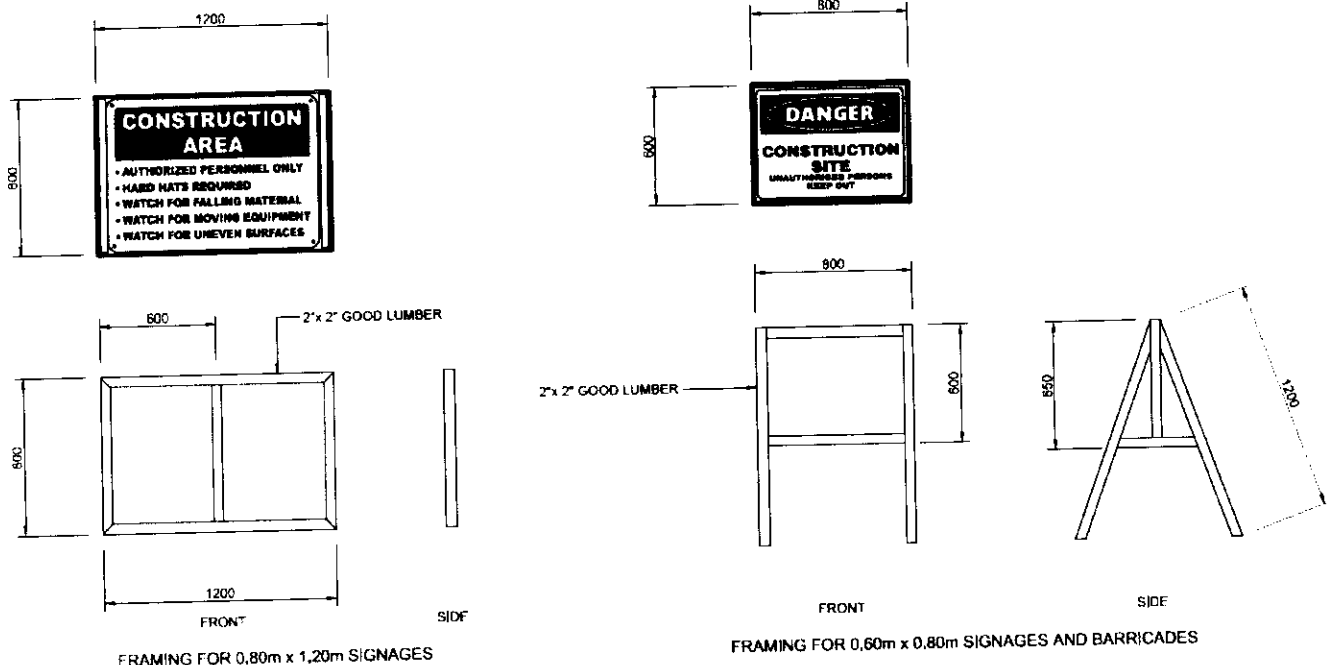 1200
800
CONSTRUCTION
AREA
• AUTHORIZED PERSONNEL ONLY
• HARD HATS REQUIRED
• WATCH FOR FALLING MATERIAL
• WATCH FOR MOVING EQUIPMENT
• WATCH FOR UNEVEN SURFACES
600
2"x 2" GOOD LUMBER
800
1200
FRONT
SIDE
FRAMING FOR 0,80m x 1,20m SIGNAGES
800
600
DANGER
CONSTRUCTION
SITE
UNAUTHORISED PERSONS
KEEP OUT
800
2"x 2" GOOD LUMBER
600
650
1200
FRONT
SIDE
FRAMING FOR 0,60m x 0,80m SIGNAGES AND BARRICADES